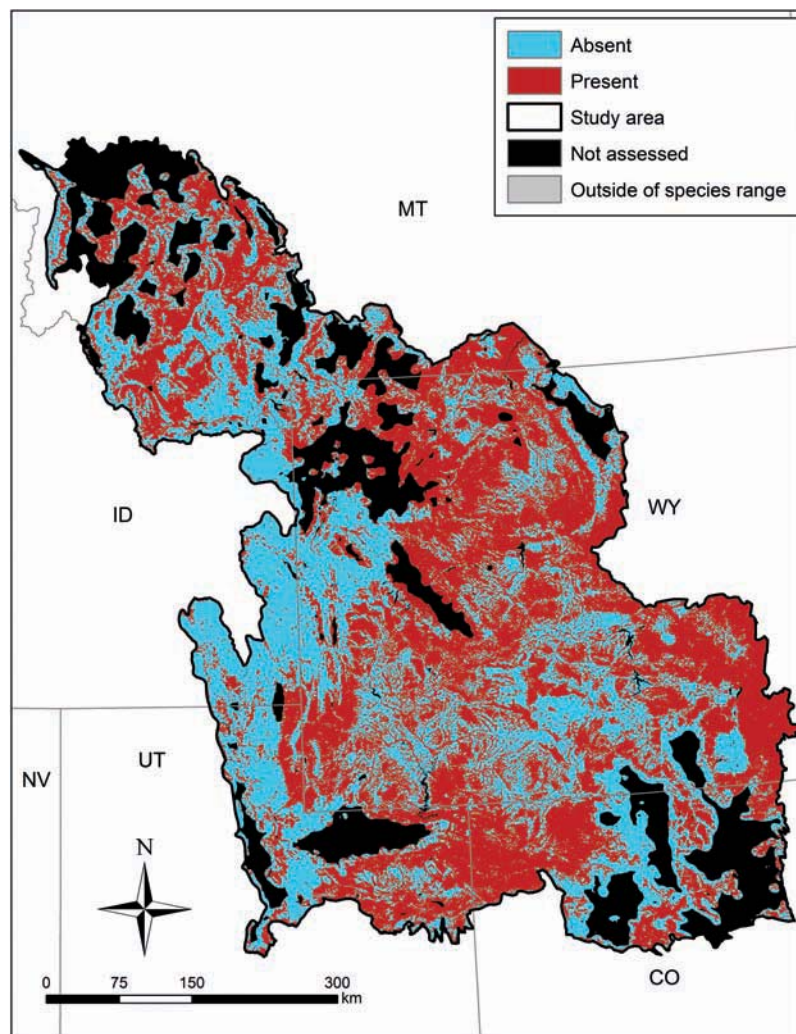 Absent
Present
Study area
Not assessed
Outside of species range
MT
ID
WY
UT
NV
N
CO
0 75 150 300
km